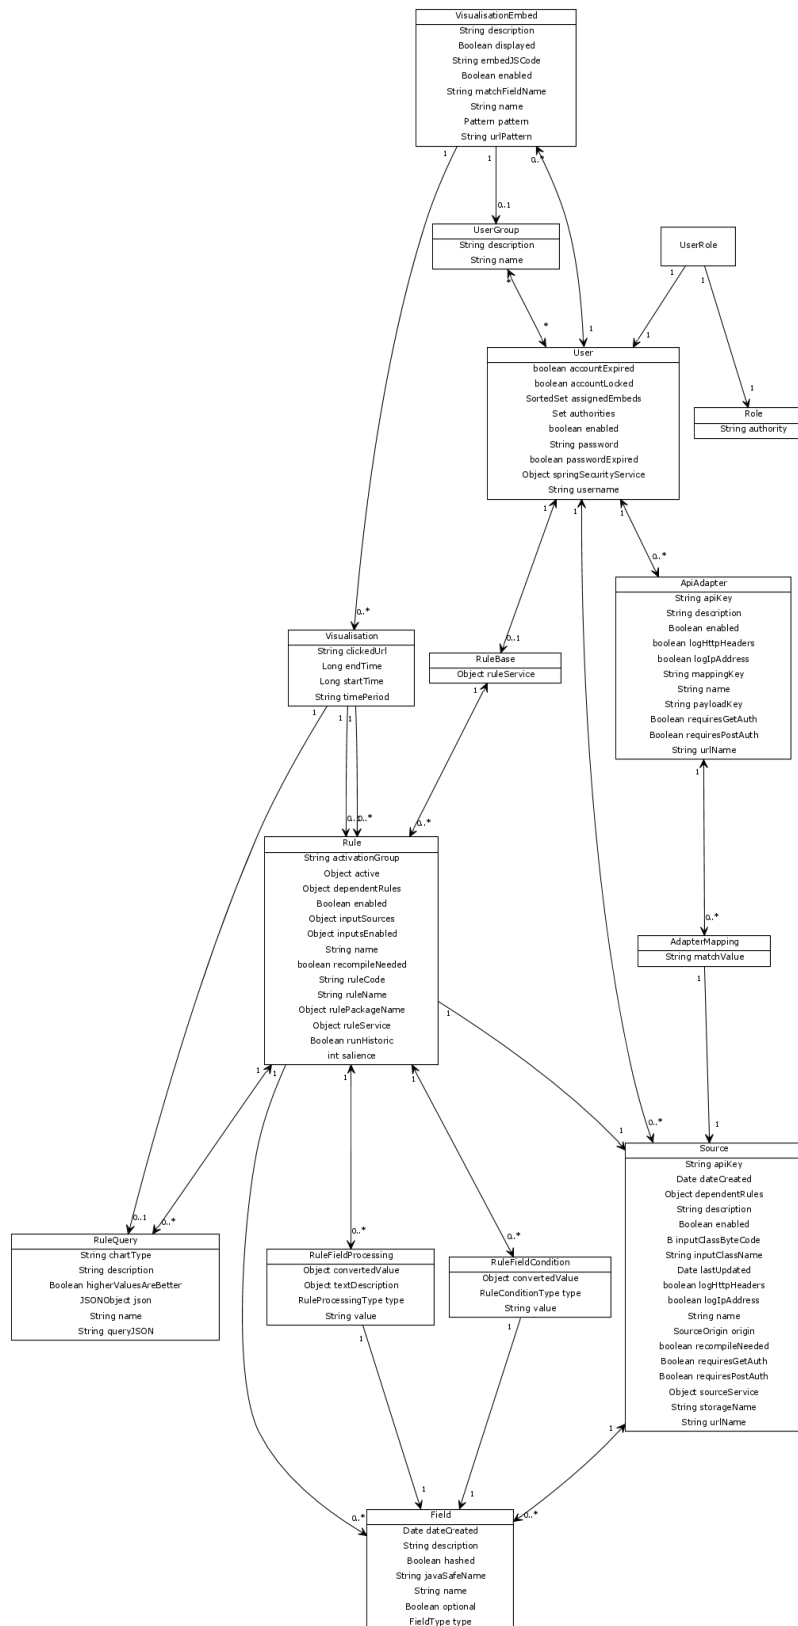 VisualisationEmbed
String description
Boolean displayed
String embedJSCode
Boolean enabled
String matchFieldName
String name
Pattern pattern
String urlPattern
1
1
0..*
0..1
UserGroup
String description
String name
*
*
UserRole
1
1
1
1
1
User
boolean accountExpired
boolean accountLocked
SortedSet assignedEmbeds
Set authorities
boolean enabled
String password
boolean passwordExpired
Object springSecurityService
String username
Role
String authority
1
1
1
0..*
0..1
0..*
ApiAdapter
String apiKey
String description
Boolean enabled
boolean logHttpHeaders
boolean logIpAddress
String mappingKey
String name
String payloadKey
Boolean requiresGetAuth
Boolean requiresPostAuth
String urlName
Visualisation
String clickedUrl
Long endTime
Long startTime
String timePeriod
RuleBase
Object ruleService
1
1
1
1
1
0..*
0..*
0..*
0..*
Rule
String activationGroup
Object active
Object dependentRules
Boolean enabled
Object inputSources
Object inputsEnabled
String name
boolean recompileNeeded
String ruleCode
String ruleName
Object rulePackageName
Object ruleService
Boolean runHistoric
int salience
AdapterMapping
String matchValue
1
1
1
1
1
1
1
0..*
1
Source
String apiKey
Date dateCreated
Object dependentRules
String description
Boolean enabled
B inputClassByteCode
String inputClassName
Date lastUpdated
boolean logHttpHeaders
boolean logIpAddress
String name
SourceOrigin origin
boolean recompileNeeded
Boolean requiresGetAuth
Boolean requiresPostAuth
Object sourceService
String storageName
String urlName
0..1
0..*
0..*
0..*
RuleQuery
String chartType
String description
Boolean higherValuesAreBetter
JSONObject json
String name
String queryJSON
RuleFieldProcessing
Object convertedValue
Object textDescription
RuleProcessingType type
String value
RuleFieldCondition
Object convertedValue
RuleConditionType type
String value
1
1
1
1
1
0..*
0..*
Field
Date dateCreated
String description
Boolean hashed
String javaSafeName
String name
Boolean optional
FieldType type